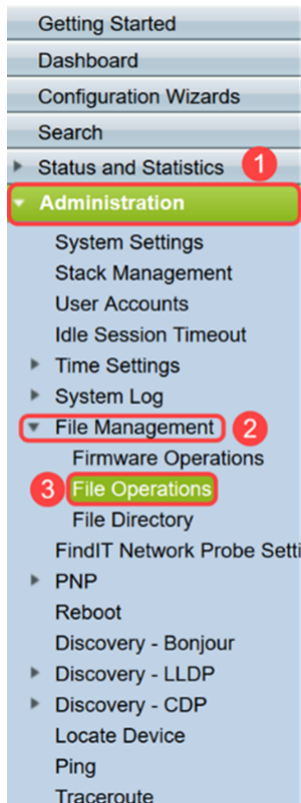 Getting Started
Dashboard
Configuration Wizards
Search
Status and Statistics 1
Administration
System Settings
Stack Management
User Accounts
Idle Session Timeout
Time Settings
System Log
File Management 2
Firmware Operations
3 File Operations
File Directory
FindIT Network Probe Setti
PNP
Reboot
Discovery - Bonjour
Discovery - LLDP
Discovery - CDP
Locate Device
Ping
Traceroute